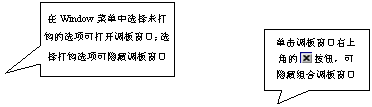 在 Window 菜单中选择未打
钩的选项可打开调板窗口；选
择打钩选项可隐藏调板窗口
单击调板窗口右上
角的 × 按钮，可
隐藏组合调板窗口